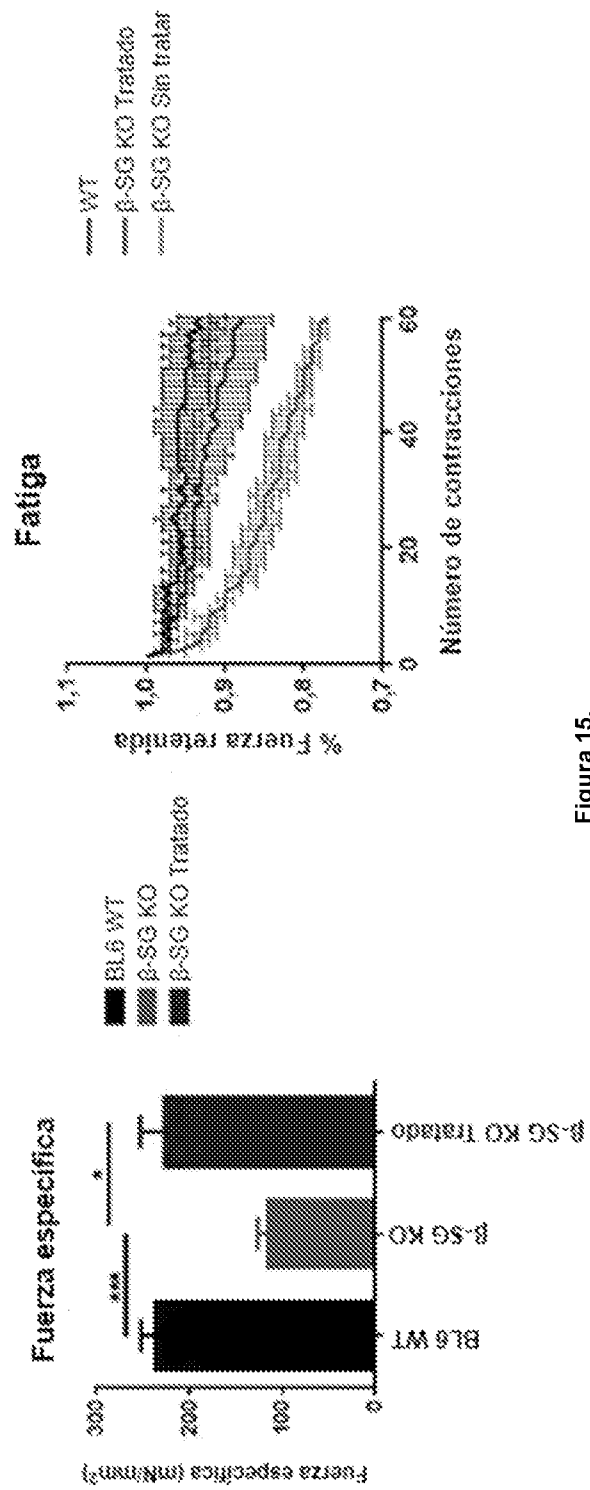 Fuerza específica
Fuerza específica (mN/mm²)
300
200
100
0
***
*
BL6 WT
β-SG KO
β-SG KO Tratado
BL6 WT
β-SG KO
β-SG KO Tratado
Fatiga
% Fuerza retenida
1,1
1,0
0,9
0,8
0,7
0
20
40
60
Número de contracciones
WT
β-SG KO Tratado
β-SG KO Sin tratar
Figura 15.